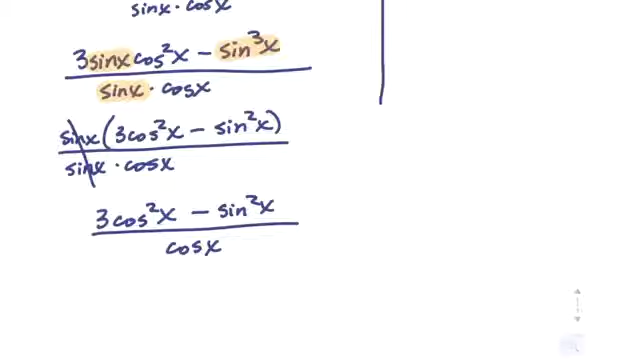 sinx · cosx
3sinxcos²x − sin³x
sinx · cosx
sinx(3cos²x − sin²x)
sinx · cosx
3cos²x − sin²x
cosx